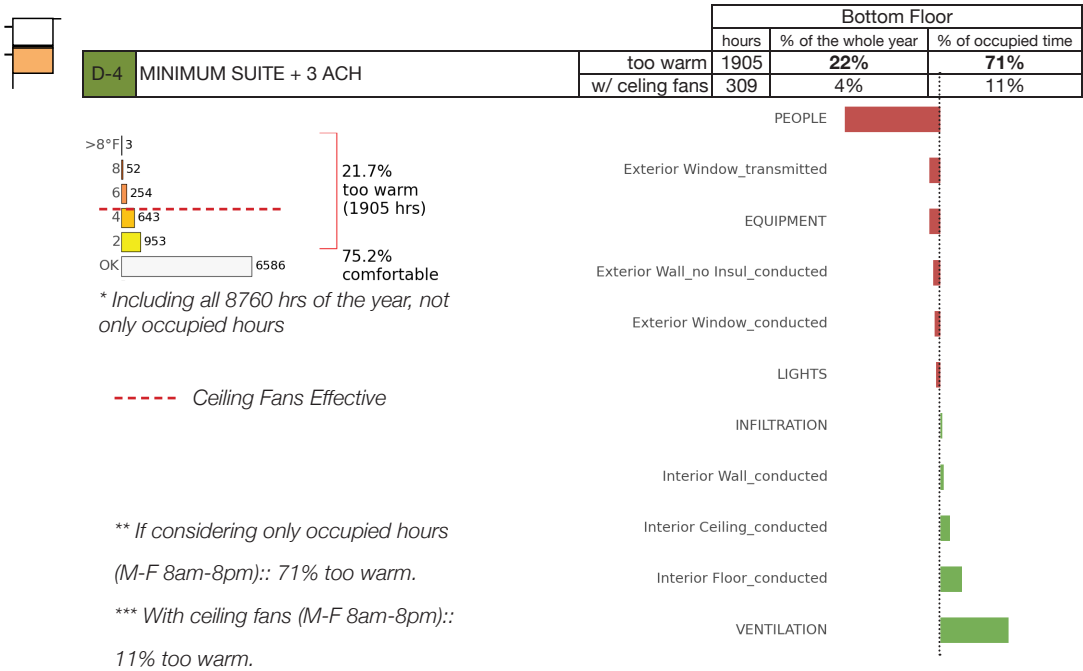 Bottom Floor
hours % of the whole year % of occupied time
D-4 MINIMUM SUITE + 3 ACH too warm 1905 22% 71%
w/ celing fans 309 4% 11%
>8°F 3
8 52
6 254
4 643
2 953
OK 6586
21.7%
too warm
(1905 hrs)
75.2%
comfortable
* Including all 8760 hrs of the year, not
only occupied hours
Ceiling Fans Effective
** If considering only occupied hours
(M-F 8am-8pm):: 71% too warm.
*** With ceiling fans (M-F 8am-8pm)::
11% too warm.
PEOPLE
Exterior Window_transmitted
EQUIPMENT
Exterior Wall_no Insul_conducted
Exterior Window_conducted
LIGHTS
INFILTRATION
Interior Wall_conducted
Interior Ceiling_conducted
Interior Floor_conducted
VENTILATION